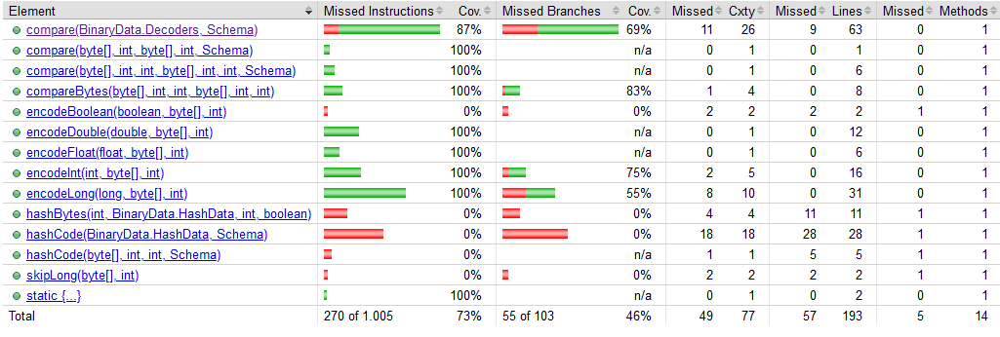 Element Missed Instructions Cov. Missed Branches Cov. Missed Cxty Missed Lines Missed Methods
compare(BinaryData.Decoders, Schema) 87% 69% 11 26 9 63 0 1
compare(byte[], int, byte[], int, Schema) 100% n/a 0 1 0 1 0 1
compare(byte[], int, int, byte[], int, int, Schema) 100% n/a 0 1 0 6 0 1
compareBytes(byte[], int, int, byte[], int, int) 100% 83% 1 4 0 8 0 1
encodeBoolean(boolean, byte[], int) 0% 0% 2 2 2 2 1 1
encodeDouble(double, byte[], int) 100% n/a 0 1 0 12 0 1
encodeFloat(float, byte[], int) 100% n/a 0 1 0 6 0 1
encodeInt(int, byte[], int) 100% 75% 2 5 0 16 0 1
encodeLong(long, byte[], int) 100% 55% 8 10 0 31 0 1
hashBytes(int, BinaryData.HashData, int, boolean) 0% 0% 4 4 11 11 1 1
hashCode(BinaryData.HashData, Schema) 0% 0% 18 18 28 28 1 1
hashCode(byte[], int, int, Schema) 0% n/a 1 1 5 5 1 1
skipLong(byte[], int) 0% 0% 2 2 2 2 1 1
static {...} 100% n/a 0 1 0 2 0 1
Total 270 of 1.005 73% 55 of 103 46% 49 77 57 193 5 14